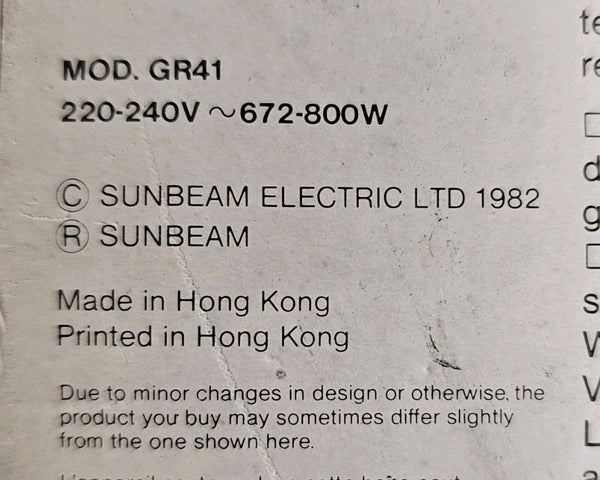 MOD. GR41
220-240V ~672-800W
Ⓒ SUNBEAM ELECTRIC LTD 1982
Ⓡ SUNBEAM
Made in Hong Kong
Printed in Hong Kong
Due to minor changes in design or otherwise, the
product your buy may sometimes differ slightly
from the one shown here.